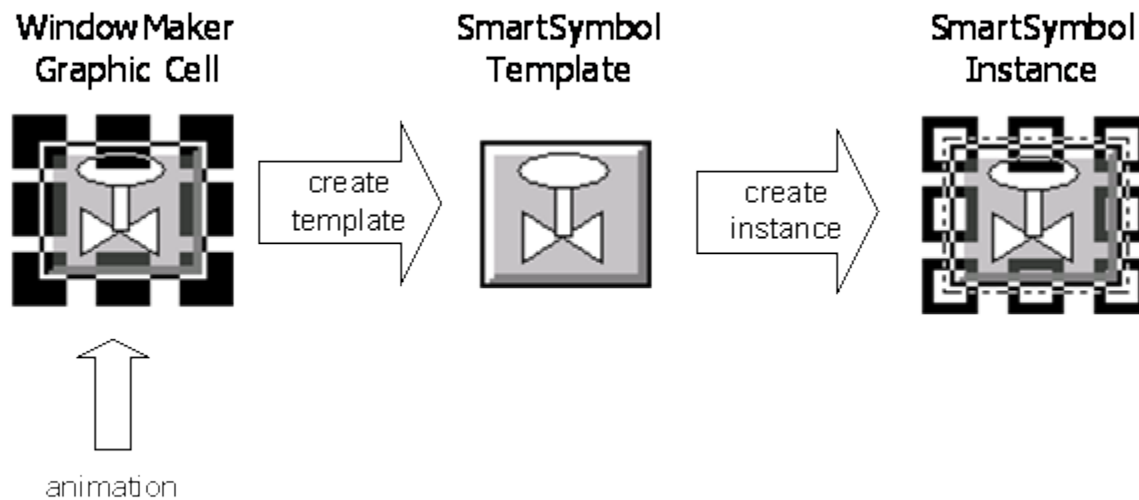 WindowMaker
Graphic Cell
SmartSymbol
Template
SmartSymbol
Instance
create
template
create
instance
animation